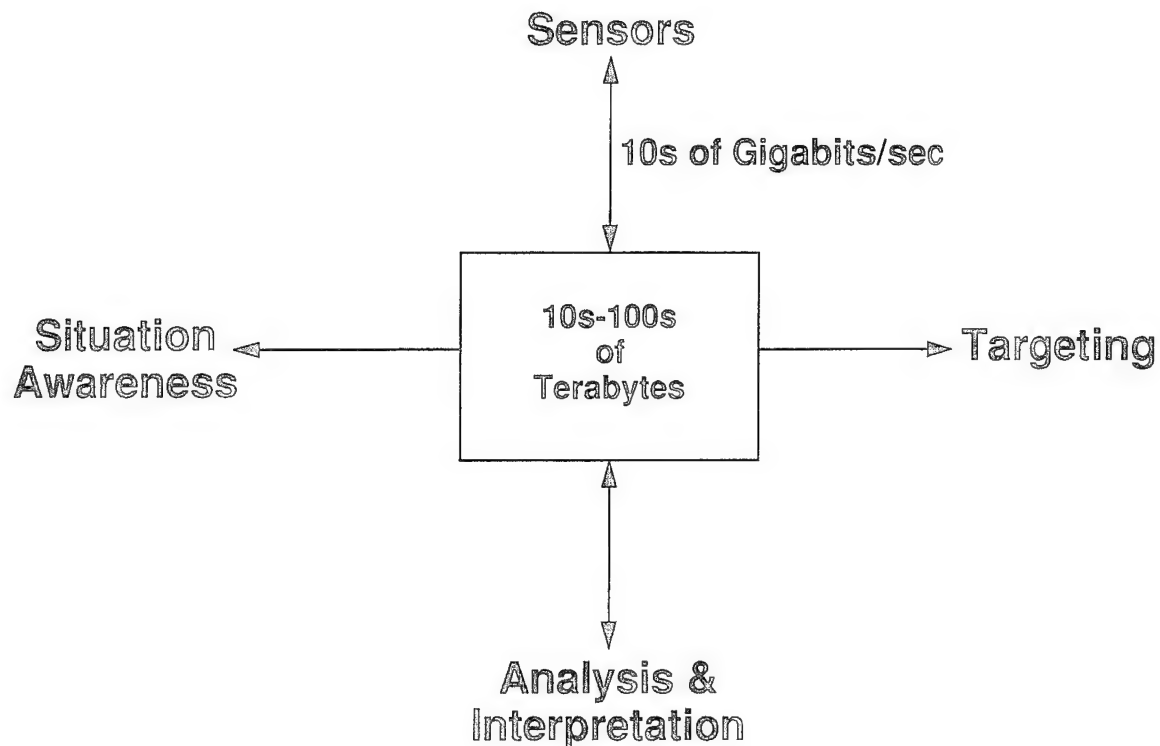 Sensors
10s of Gigabits/sec
10s-100s
of
Terabytes
Situation
Awareness
Targeting
Analysis &
Interpretation